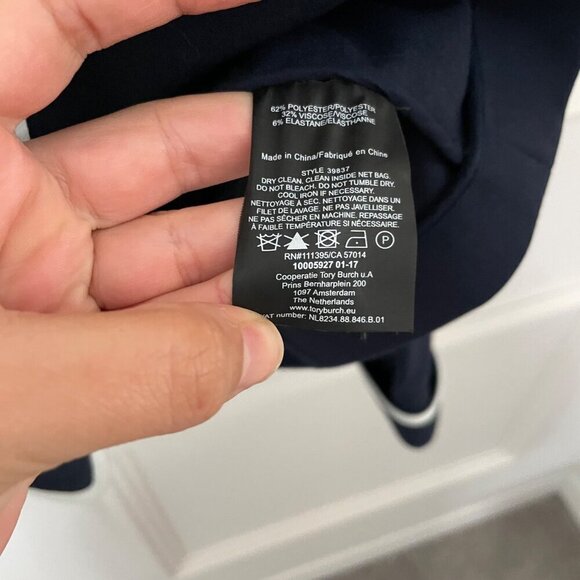 62% POLYESTER/POLYESTER
32% VISCOSE/VISCOSE
6% ELASTANE/ÉLASTHANNE
Made in China/Fabriqué en Chine
STYLE 39837
DRY CLEAN. CLEAN INSIDE NET BAG.
DO NOT BLEACH. DO NOT TUMBLE DRY.
COOL IRON IF NECESSARY.
NETTOYAGE À SEC. NETTOYAGE DANS UN
FILET DE LAVAGE. NE PAS JAVELLISER.
NE PAS SÉCHER EN MACHINE. REPASSAGE
À FAIBLE TEMPÉRATURE SI NÉCESSAIRE.
P
RN#111395/CA 57014
10005927 01-17
Cooperatie Tory Burch u.A
Prins Bernharplein 200
1097 Amsterdam
The Netherlands
www.toryburch.eu
VAT number: NL8234.88.846.B.01